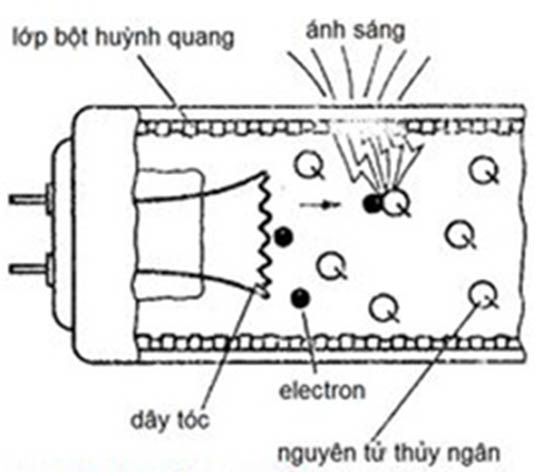 ánh sáng
lớp bột huỳnh quang
electron
dây tóc
nguyên tử thủy ngân